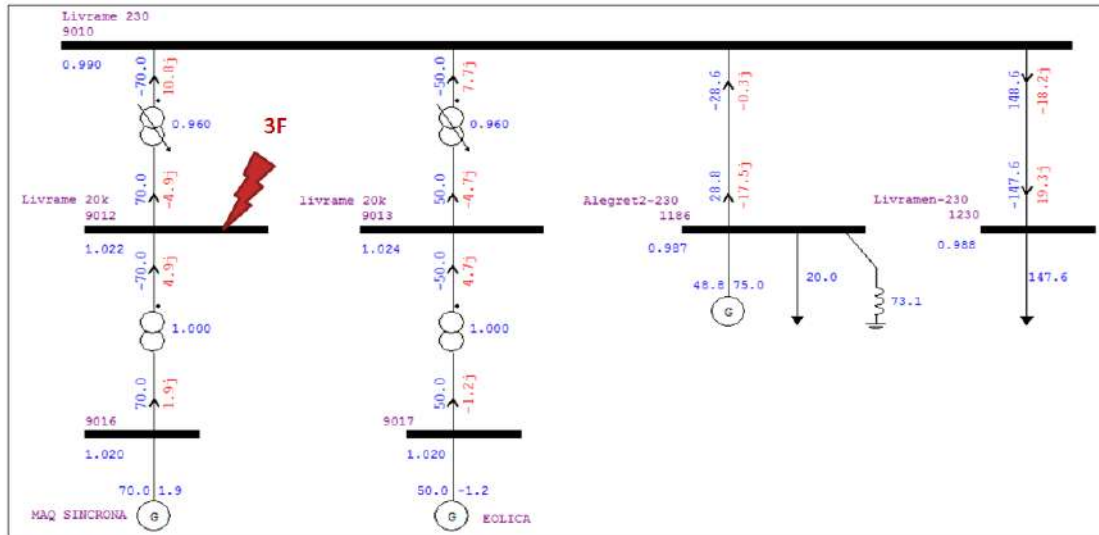 Livrame 230
9010
0.990
-70.0 10.8j
-50.0 7.7j
-28.6 -0.3j
148.6 -18.2j
0.960
0.960
3F
70.0 -4.9j
50.0 -4.7j
28.8 -17.5j
-147.6 19.3j
Livrame 20k
9012
1.022
livrame 20k
9013
1.024
Alegret2-230
1186
0.987
Livramen-230
1230
0.988
-70.0 4.9j
-50.0 4.7j
48.8 75.0
20.0
73.1
147.6
G
1.000
1.000
70.0 1.9j
50.0 -1.2j
9016
1.020
9017
1.020
70.0 1.9
50.0 -1.2
MAQ SINCRONA
G
G
EOLICA